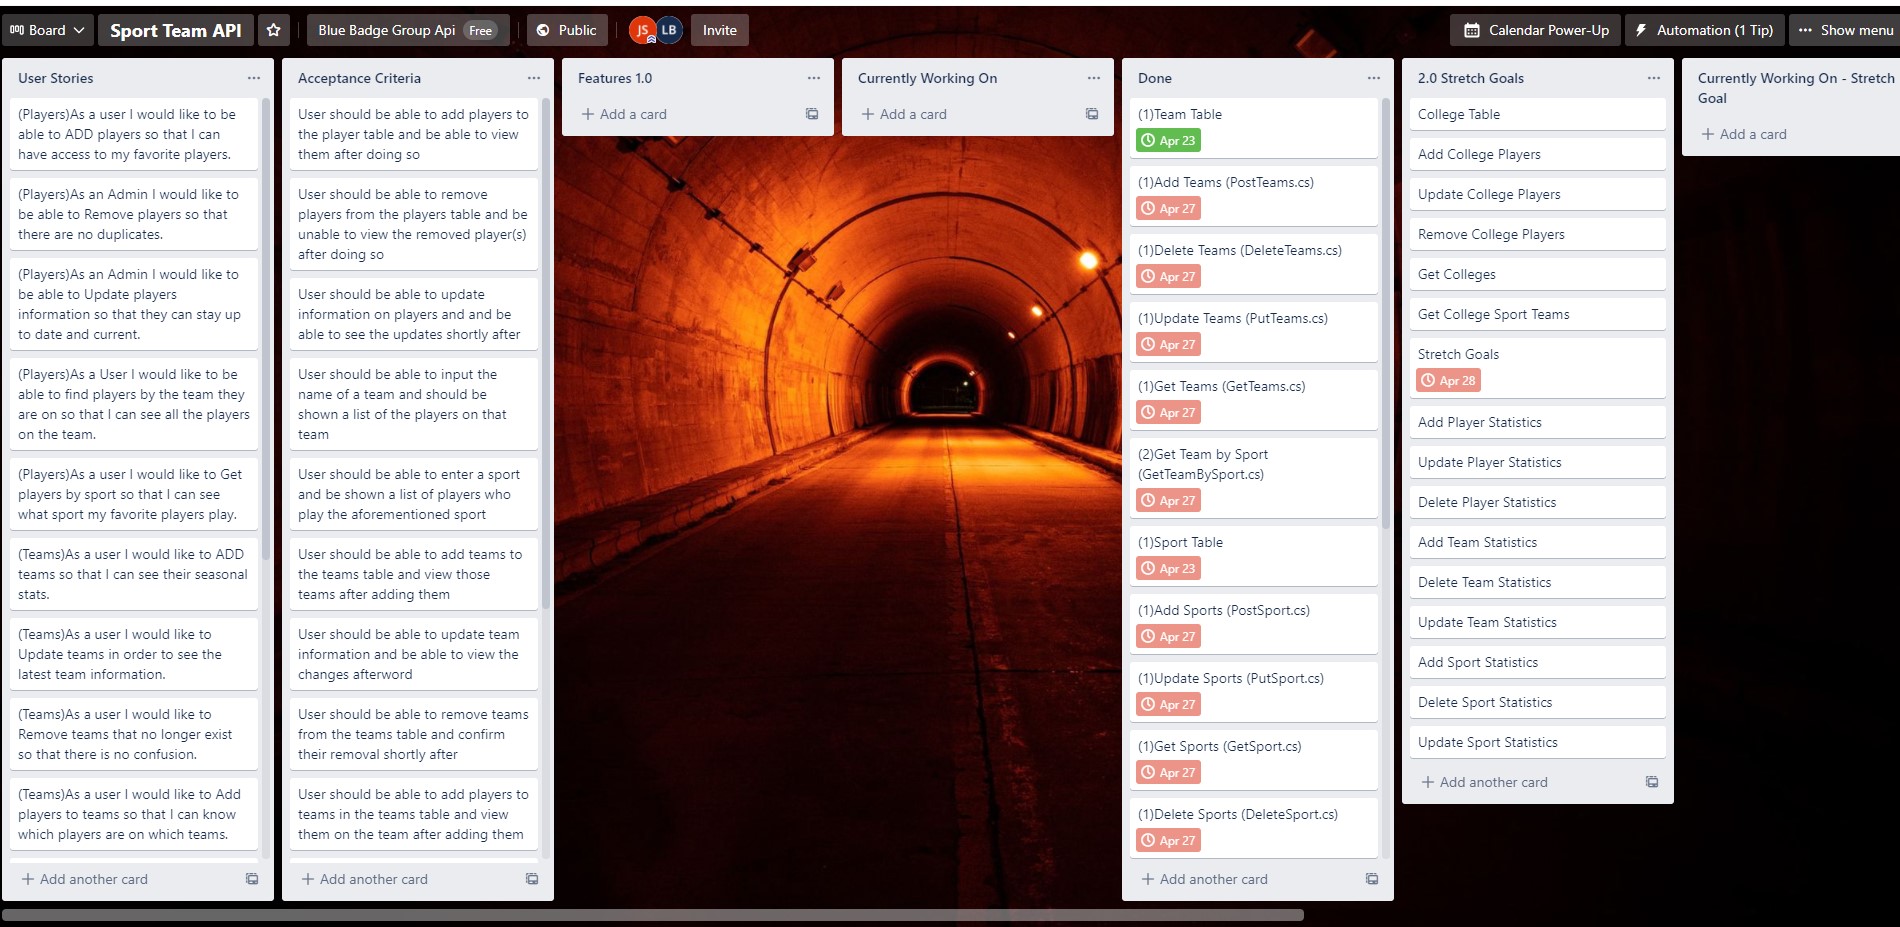 Board
Sport Team API
Blue Badge Group Api Free
Public
JS
LB
Invite
Calendar Power-Up
Automation (1 Tip)
Show menu
User Stories
(Players)As a user I would like to be
able to ADD players so that I can
have access to my favorite players.
(Players)As an Admin I would like to
be able to Remove players so that
there are no duplicates.
(Players)As an Admin I would like to
be able to Update players
information so that they can stay up
to date and current.
(Players)As a User I would like to be
able to find players by the team they
are on so that I can see all the players
on the team.
(Players)As a user I would like to Get
players by sport so that I can see
what sport my favorite players play.
(Teams)As a user I would like to ADD
teams so that I can see their seasonal
stats.
(Teams)As a user I would like to
Update teams in order to see the
latest team information.
(Teams)As a user I would like to
Remove teams that no longer exist
so that there is no confusion.
(Teams)As a user I would like to Add
players to teams so that I can know
which players are on which teams.
+ Add another card
Acceptance Criteria
User should be able to add players to
the player table and be able to view
them after doing so
User should be able to remove
players from the players table and be
unable to view the removed player(s)
after doing so
User should be able to update
information on players and and be
able to see the updates shortly after
User should be able to input the
name of a team and should be
shown a list of the players on that
team
User should be able to enter a sport
and be shown a list of players who
play the aforementioned sport
User should be able to add teams to
the teams table and view those
teams after adding them
User should be able to update team
information and be able to view the
changes afterword
User should be able to remove teams
from the teams table and confirm
their removal shortly after
User should be able to add players to
teams in the teams table and view
them on the team after adding them
+ Add another card
Features 1.0
+ Add a card
Currently Working On
+ Add a card
Done
(1)Team Table
Apr 23
(1)Add Teams (PostTeams.cs)
Apr 27
(1)Delete Teams (DeleteTeams.cs)
Apr 27
(1)Update Teams (PutTeams.cs)
Apr 27
(1)Get Teams (GetTeams.cs)
Apr 27
(2)Get Team by Sport
(GetTeamBySport.cs)
Apr 27
(1)Sport Table
Apr 23
(1)Add Sports (PostSport.cs)
Apr 27
(1)Update Sports (PutSport.cs)
Apr 27
(1)Get Sports (GetSport.cs)
Apr 27
(1)Delete Sports (DeleteSport.cs)
Apr 27
+ Add another card
2.0 Stretch Goals
College Table
Add College Players
Update College Players
Remove College Players
Get Colleges
Get College Sport Teams
Stretch Goals
Apr 28
Add Player Statistics
Update Player Statistics
Delete Player Statistics
Add Team Statistics
Delete Team Statistics
Update Team Statistics
Add Sport Statistics
Delete Sport Statistics
Update Sport Statistics
+ Add another card
Currently Working On - Stretch
Goal
+ Add a card